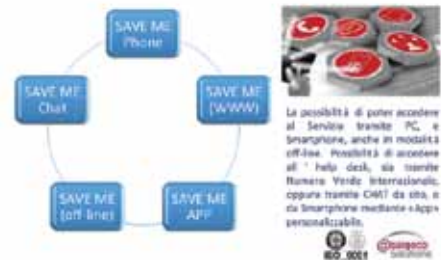 SAVE ME
Phone
SAVE ME
Chat
SAVE ME
(WWW)
SAVE ME
(off-line)
SAVE ME
APP
La possibilità di poter accedere
al Servizio tramite PC, e
Smartphone, anche in modalità
off-line. Possibilità di accedere
all' help desk, sia tramite
Numero Verde Internazionale,
oppure tramite CHAT da sito, e
da Smartphone mediante «App»
personalizzabile.